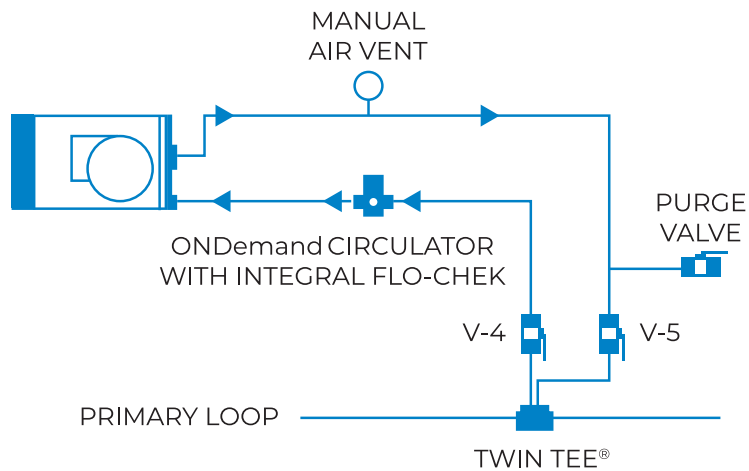 MANUAL
AIR VENT
PURGE
VALVE
ONDemand CIRCULATOR
WITH INTEGRAL FLO-CHEK
V-4
V-5
PRIMARY LOOP
TWIN TEE®